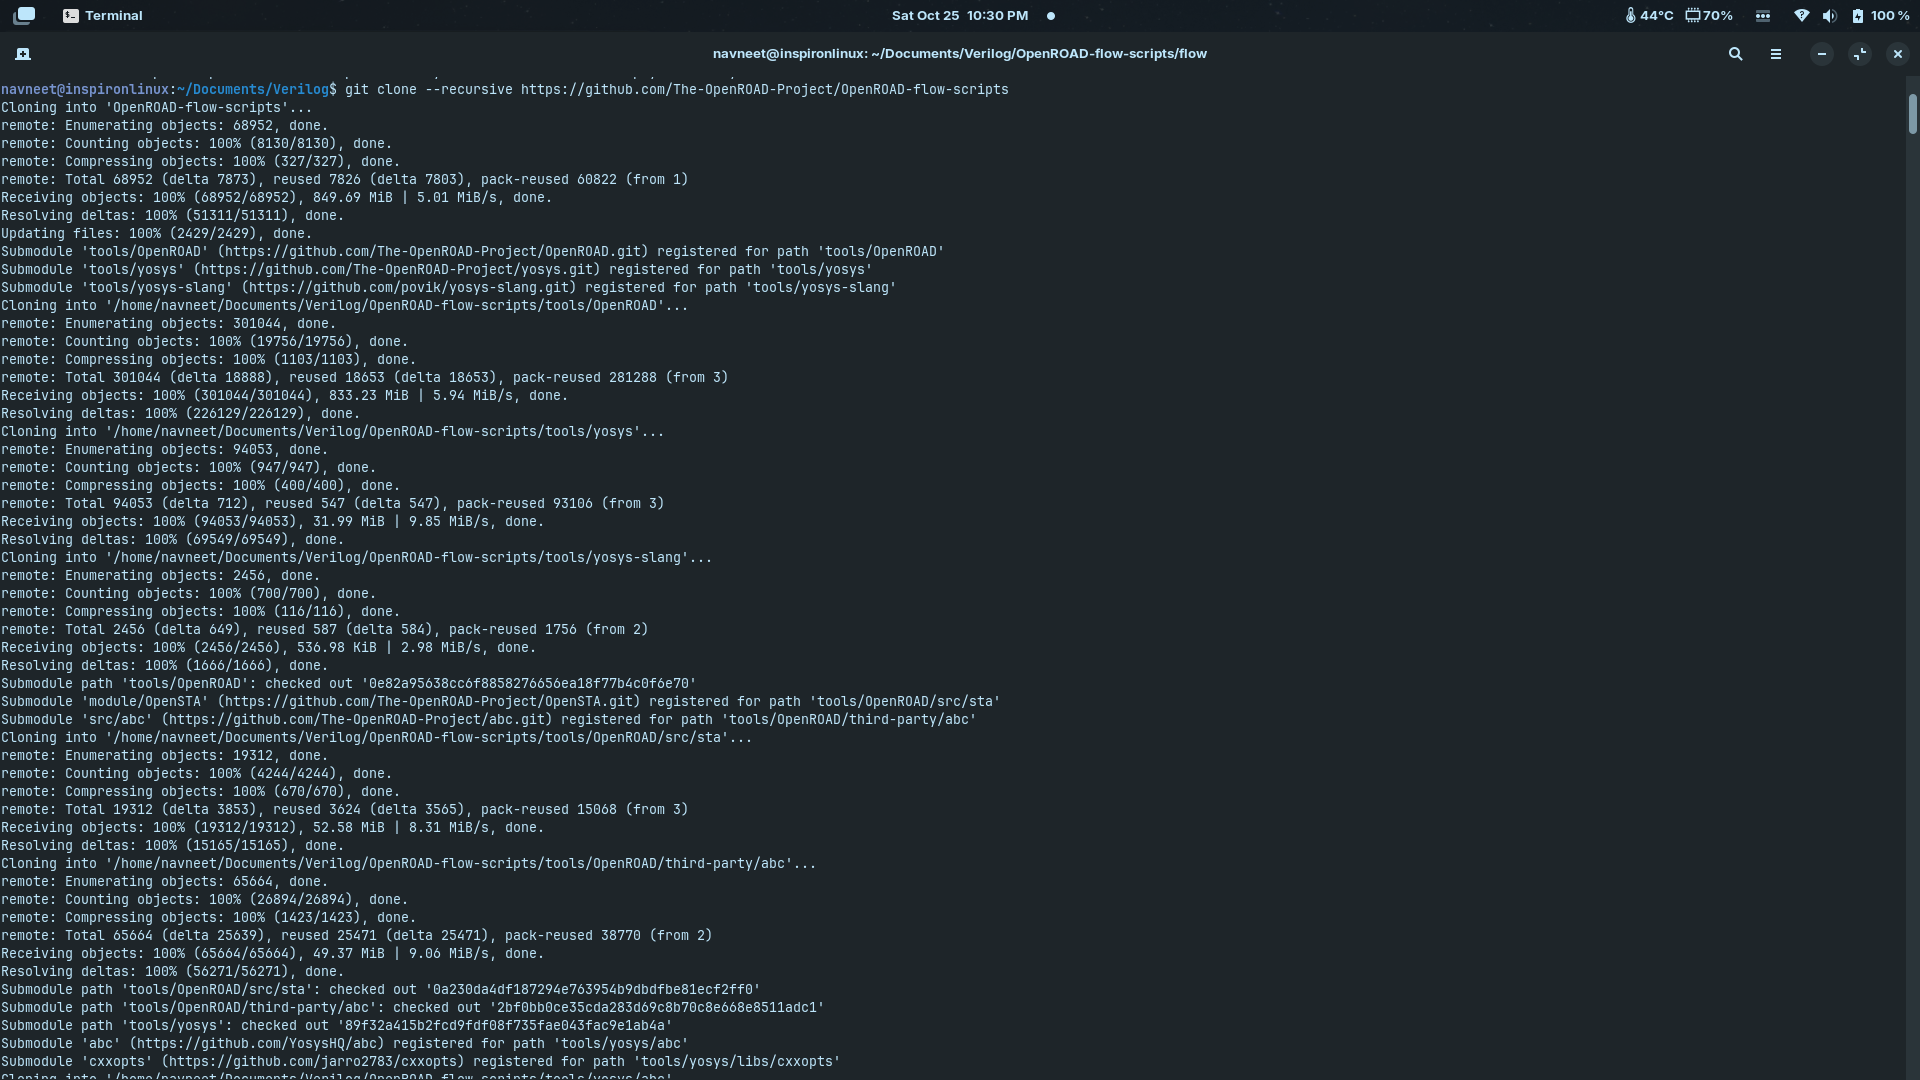 Terminal
Sat Oct 25 10:30 PM
44°C 70% 100 %
navneet@inspironlinux: ~/Documents/Verilog/OpenROAD-flow-scripts/flow
navneet@inspironlinux:~/Documents/Verilog$ git clone --recursive https://github.com/The-OpenROAD-Project/OpenROAD-flow-scripts
Cloning into 'OpenROAD-flow-scripts'...
remote: Enumerating objects: 68952, done.
remote: Counting objects: 100% (8130/8130), done.
remote: Compressing objects: 100% (327/327), done.
remote: Total 68952 (delta 7873), reused 7826 (delta 7803), pack-reused 60822 (from 1)
Receiving objects: 100% (68952/68952), 849.69 MiB | 5.01 MiB/s, done.
Resolving deltas: 100% (51311/51311), done.
Updating files: 100% (2429/2429), done.
Submodule 'tools/OpenROAD' (https://github.com/The-OpenROAD-Project/OpenROAD.git) registered for path 'tools/OpenROAD'
Submodule 'tools/yosys' (https://github.com/The-OpenROAD-Project/yosys.git) registered for path 'tools/yosys'
Submodule 'tools/yosys-slang' (https://github.com/povik/yosys-slang.git) registered for path 'tools/yosys-slang'
Cloning into '/home/navneet/Documents/Verilog/OpenROAD-flow-scripts/tools/OpenROAD'...
remote: Enumerating objects: 301044, done.
remote: Counting objects: 100% (19756/19756), done.
remote: Compressing objects: 100% (1103/1103), done.
remote: Total 301044 (delta 18888), reused 18653 (delta 18653), pack-reused 281288 (from 3)
Receiving objects: 100% (301044/301044), 833.23 MiB | 5.94 MiB/s, done.
Resolving deltas: 100% (226129/226129), done.
Cloning into '/home/navneet/Documents/Verilog/OpenROAD-flow-scripts/tools/yosys'...
remote: Enumerating objects: 94053, done.
remote: Counting objects: 100% (947/947), done.
remote: Compressing objects: 100% (400/400), done.
remote: Total 94053 (delta 712), reused 547 (delta 547), pack-reused 93106 (from 3)
Receiving objects: 100% (94053/94053), 31.99 MiB | 9.85 MiB/s, done.
Resolving deltas: 100% (69549/69549), done.
Cloning into '/home/navneet/Documents/Verilog/OpenROAD-flow-scripts/tools/yosys-slang'...
remote: Enumerating objects: 2456, done.
remote: Counting objects: 100% (700/700), done.
remote: Compressing objects: 100% (116/116), done.
remote: Total 2456 (delta 649), reused 587 (delta 584), pack-reused 1756 (from 2)
Receiving objects: 100% (2456/2456), 536.98 KiB | 2.98 MiB/s, done.
Resolving deltas: 100% (1666/1666), done.
Submodule path 'tools/OpenROAD': checked out '0e82a95638cc6f8858276656ea18f77b4c0f6e70'
Submodule 'module/OpenSTA' (https://github.com/The-OpenROAD-Project/OpenSTA.git) registered for path 'tools/OpenROAD/src/sta'
Submodule 'src/abc' (https://github.com/The-OpenROAD-Project/abc.git) registered for path 'tools/OpenROAD/third-party/abc'
Cloning into '/home/navneet/Documents/Verilog/OpenROAD-flow-scripts/tools/OpenROAD/src/sta'...
remote: Enumerating objects: 19312, done.
remote: Counting objects: 100% (4244/4244), done.
remote: Compressing objects: 100% (670/670), done.
remote: Total 19312 (delta 3853), reused 3624 (delta 3565), pack-reused 15068 (from 3)
Receiving objects: 100% (19312/19312), 52.58 MiB | 8.31 MiB/s, done.
Resolving deltas: 100% (15165/15165), done.
Cloning into '/home/navneet/Documents/Verilog/OpenROAD-flow-scripts/tools/OpenROAD/third-party/abc'...
remote: Enumerating objects: 65664, done.
remote: Counting objects: 100% (26894/26894), done.
remote: Compressing objects: 100% (1423/1423), done.
remote: Total 65664 (delta 25639), reused 25471 (delta 25471), pack-reused 38770 (from 2)
Receiving objects: 100% (65664/65664), 49.37 MiB | 9.06 MiB/s, done.
Resolving deltas: 100% (56271/56271), done.
Submodule path 'tools/OpenROAD/src/sta': checked out '0a230da4df187294e763954b9dbdfbe81ecf2ff0'
Submodule path 'tools/OpenROAD/third-party/abc': checked out '2bf0bb0ce35cda283d69c8b70c8e668e8511adc1'
Submodule path 'tools/yosys': checked out '89f32a415b2fcd9fdf08f735fae043fac9e1ab4a'
Submodule 'abc' (https://github.com/YosysHQ/abc) registered for path 'tools/yosys/abc'
Submodule 'cxxopts' (https://github.com/jarro2783/cxxopts) registered for path 'tools/yosys/libs/cxxopts'
Cloning into '/home/navneet/Documents/Verilog/OpenROAD-flow-scripts/tools/yosys/abc'...